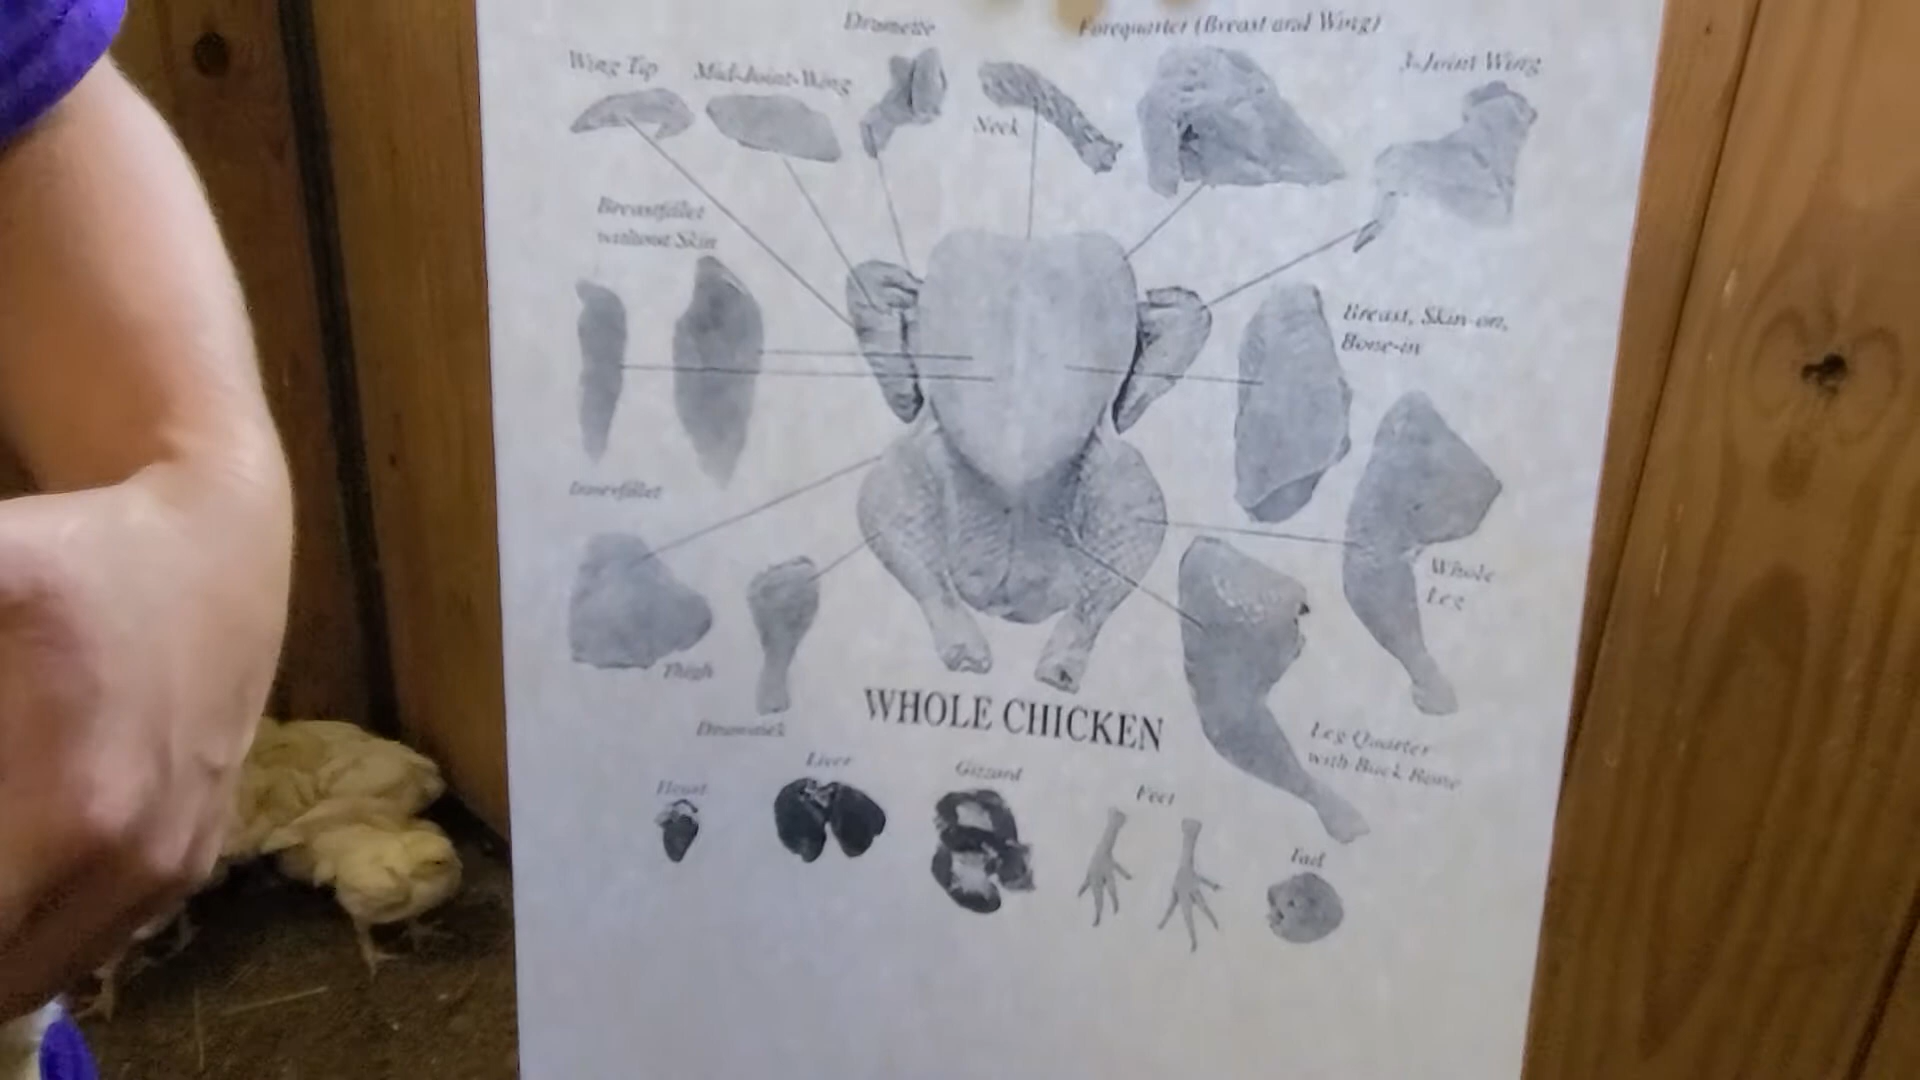 Drumette
Forequarter (Breast and Wing)
Wing Tip
Mid-Joint-Wing
3-Joint Wing
Neck
Breastfillet
without Skin
Breast, Skin-on,
Bone-in
Innerfillet
Whole
Leg
Thigh
WHOLE CHICKEN
Drumstick
Leg Quarter
with Back Bone
Liver
Gizzard
Heart
Feet
Tail